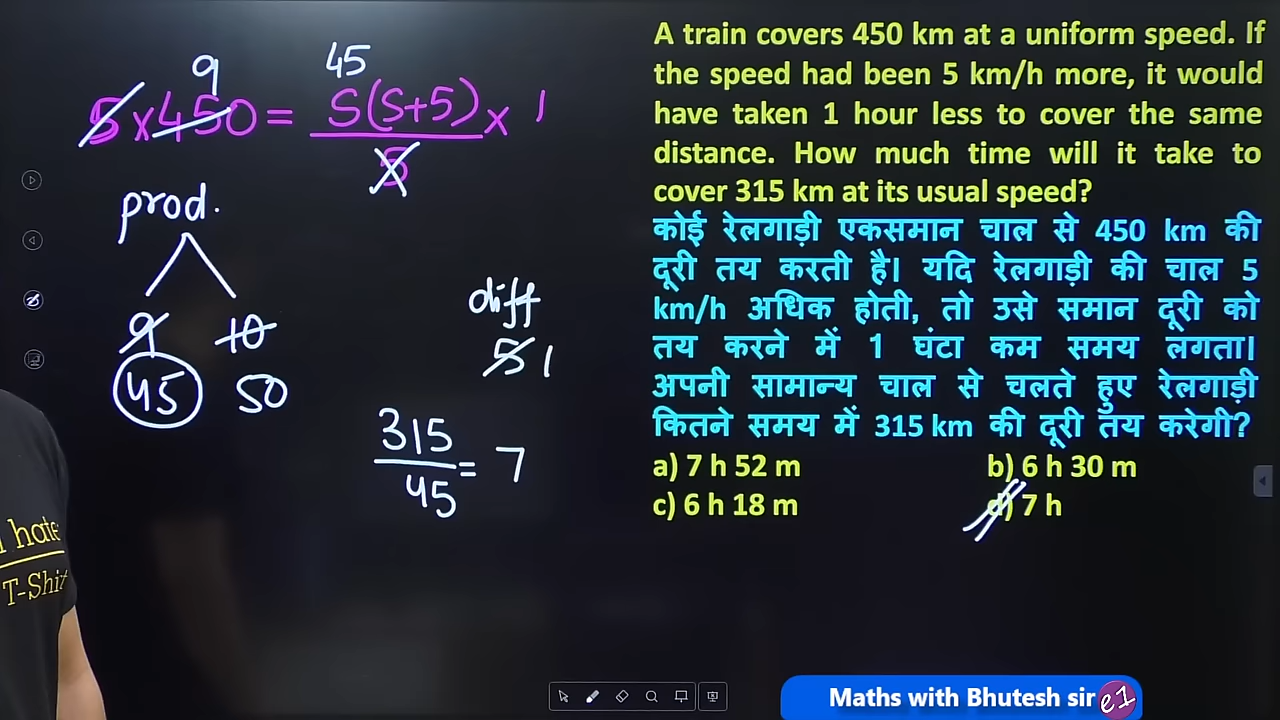 9
45
5 × 450 = S(S+5) × 1
5
prod.
9 10
45 50
diff
5 1
315
45 = 7
A train covers 450 km at a uniform speed. If
the speed had been 5 km/h more, it would
have taken 1 hour less to cover the same
distance. How much time will it take to
cover 315 km at its usual speed?
कोई रेलगाड़ी एकसमान चाल से 450 km की
दूरी तय करती है। यदि रेलगाड़ी की चाल 5
km/h अधिक होती, तो उसे समान दूरी को
तय करने में 1 घंटा कम समय लगता।
अपनी सामान्य चाल से चलते हुए रेलगाड़ी
कितने समय में 315 km की दूरी तय करेगी?
a) 7 h 52 m b) 6 h 30 m
c) 6 h 18 m d) 7 h
I hate
T-Shi
Maths with Bhutesh sir e1